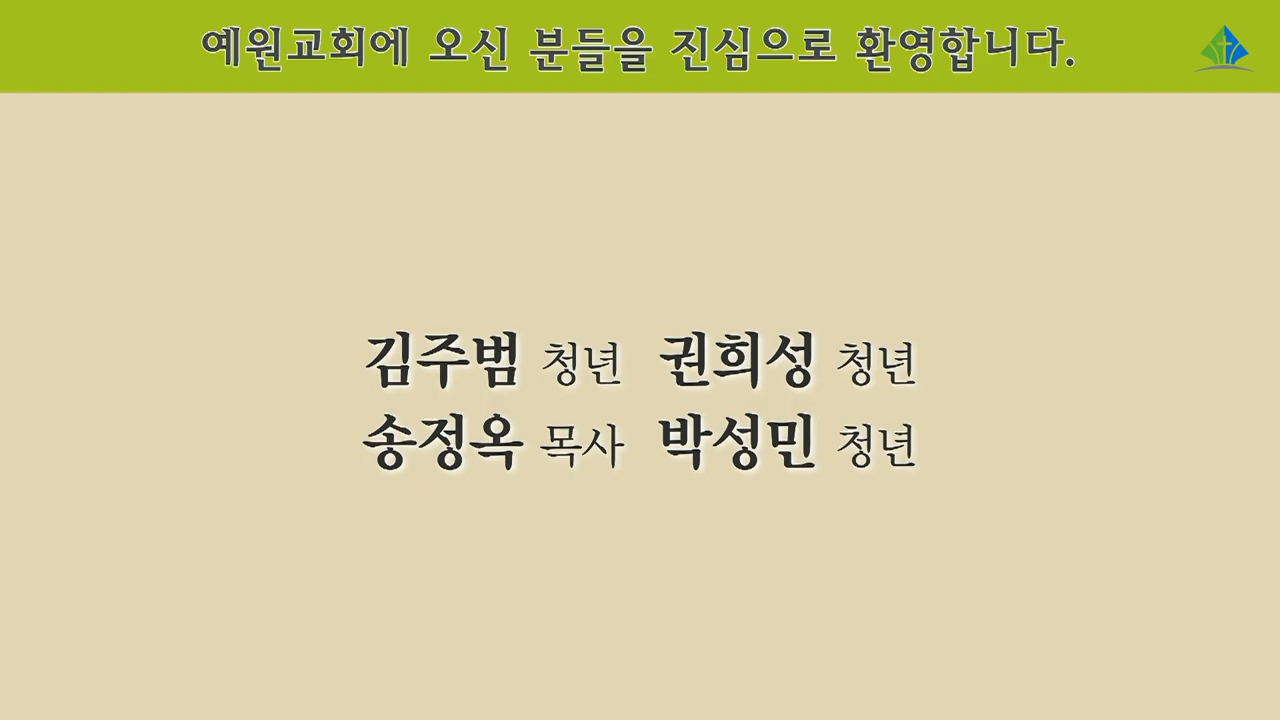 예원교회에 오신 분들을 진심으로 환영합니다.
김주범 청년 권희성 청년
송정옥 목사 박성민 청년